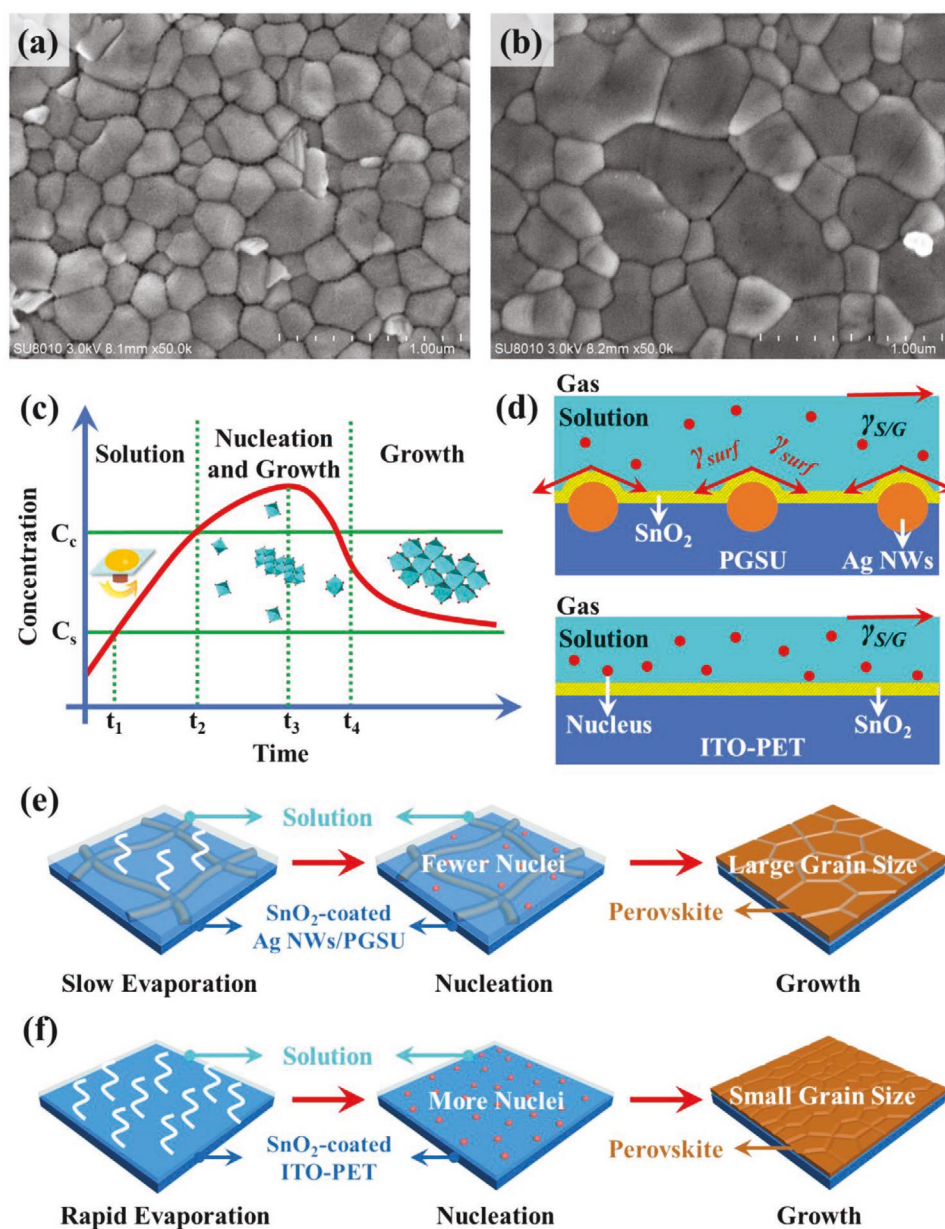 (a)
SU8010 3.0kV 8.1mm x50.0k 1.00um
(b)
SU8010 3.0kV 8.2mm x50.0k 1.00um
(c)
Solution
Nucleation
and Growth
Growth
Concentration
Cc
Cs
t1
t2
t3
t4
Time
(d)
Gas
Solution
γS/G
γsurf
γsurf
SnO2
PGSU
Ag NWs
Gas
Solution
γS/G
Nucleus
SnO2
ITO-PET
(e)
Solution
Fewer Nuclei
Large Grain Size
Perovskite
SnO2-coated
Ag NWs/PGSU
Slow Evaporation
Nucleation
Growth
(f)
Solution
More Nuclei
Small Grain Size
Perovskite
SnO2-coated
ITO-PET
Rapid Evaporation
Nucleation
Growth